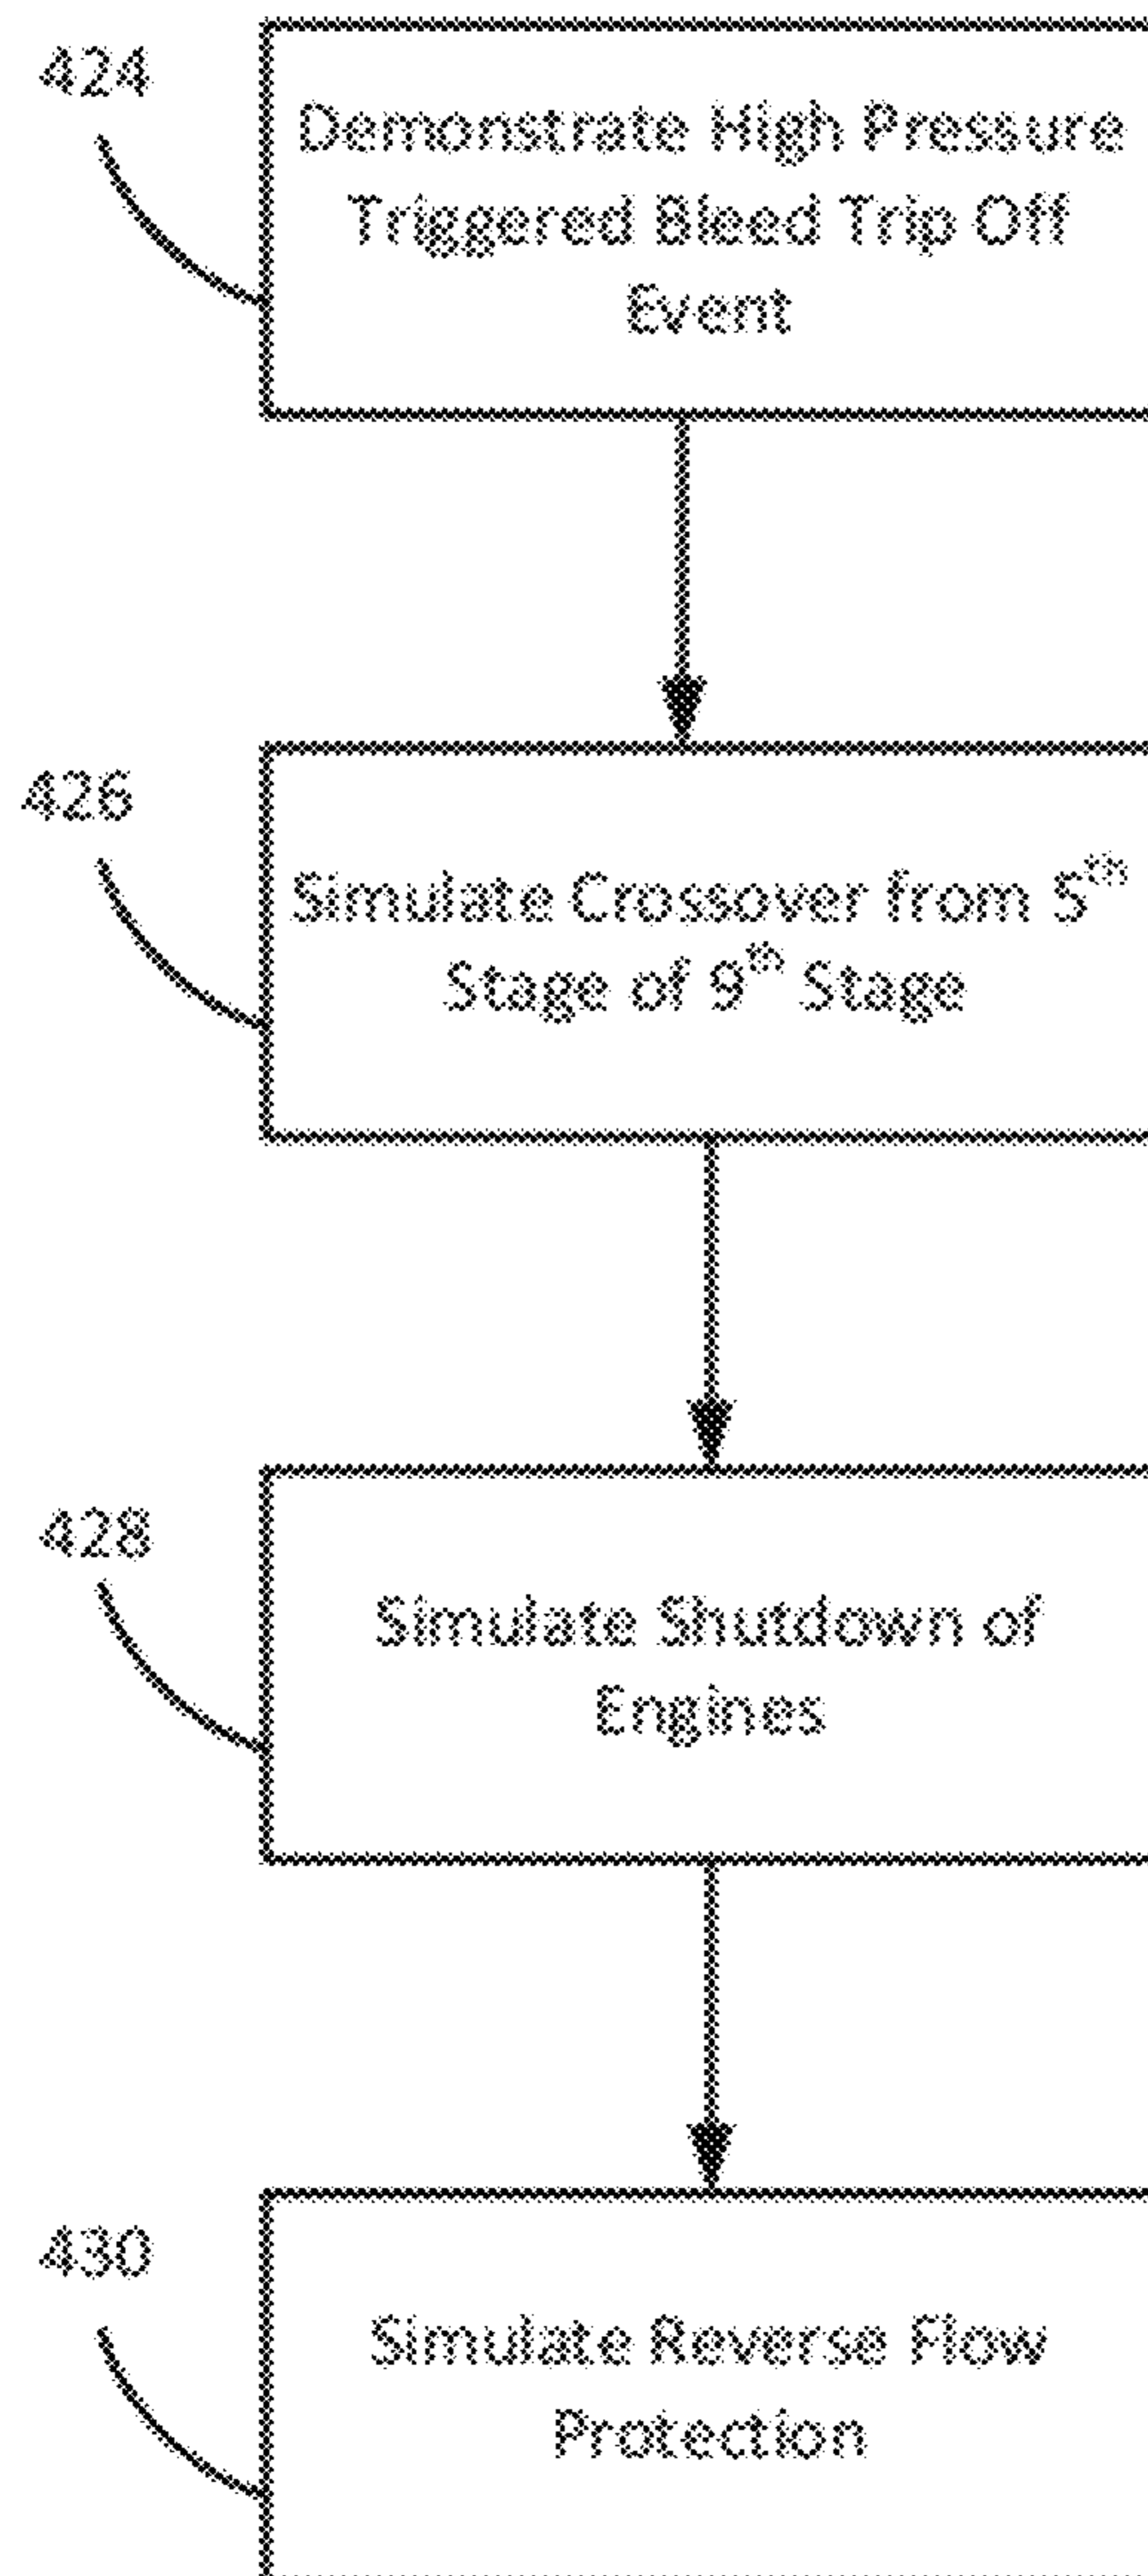 424
Demonstrate High Pressure
Triggered Bleed Trip Off
Event
426
Simulate Crossover from 5th
Stage of 9th Stage
428
Simulate Shutdown of
Engines
430
Simulate Reverse Flow
Protection